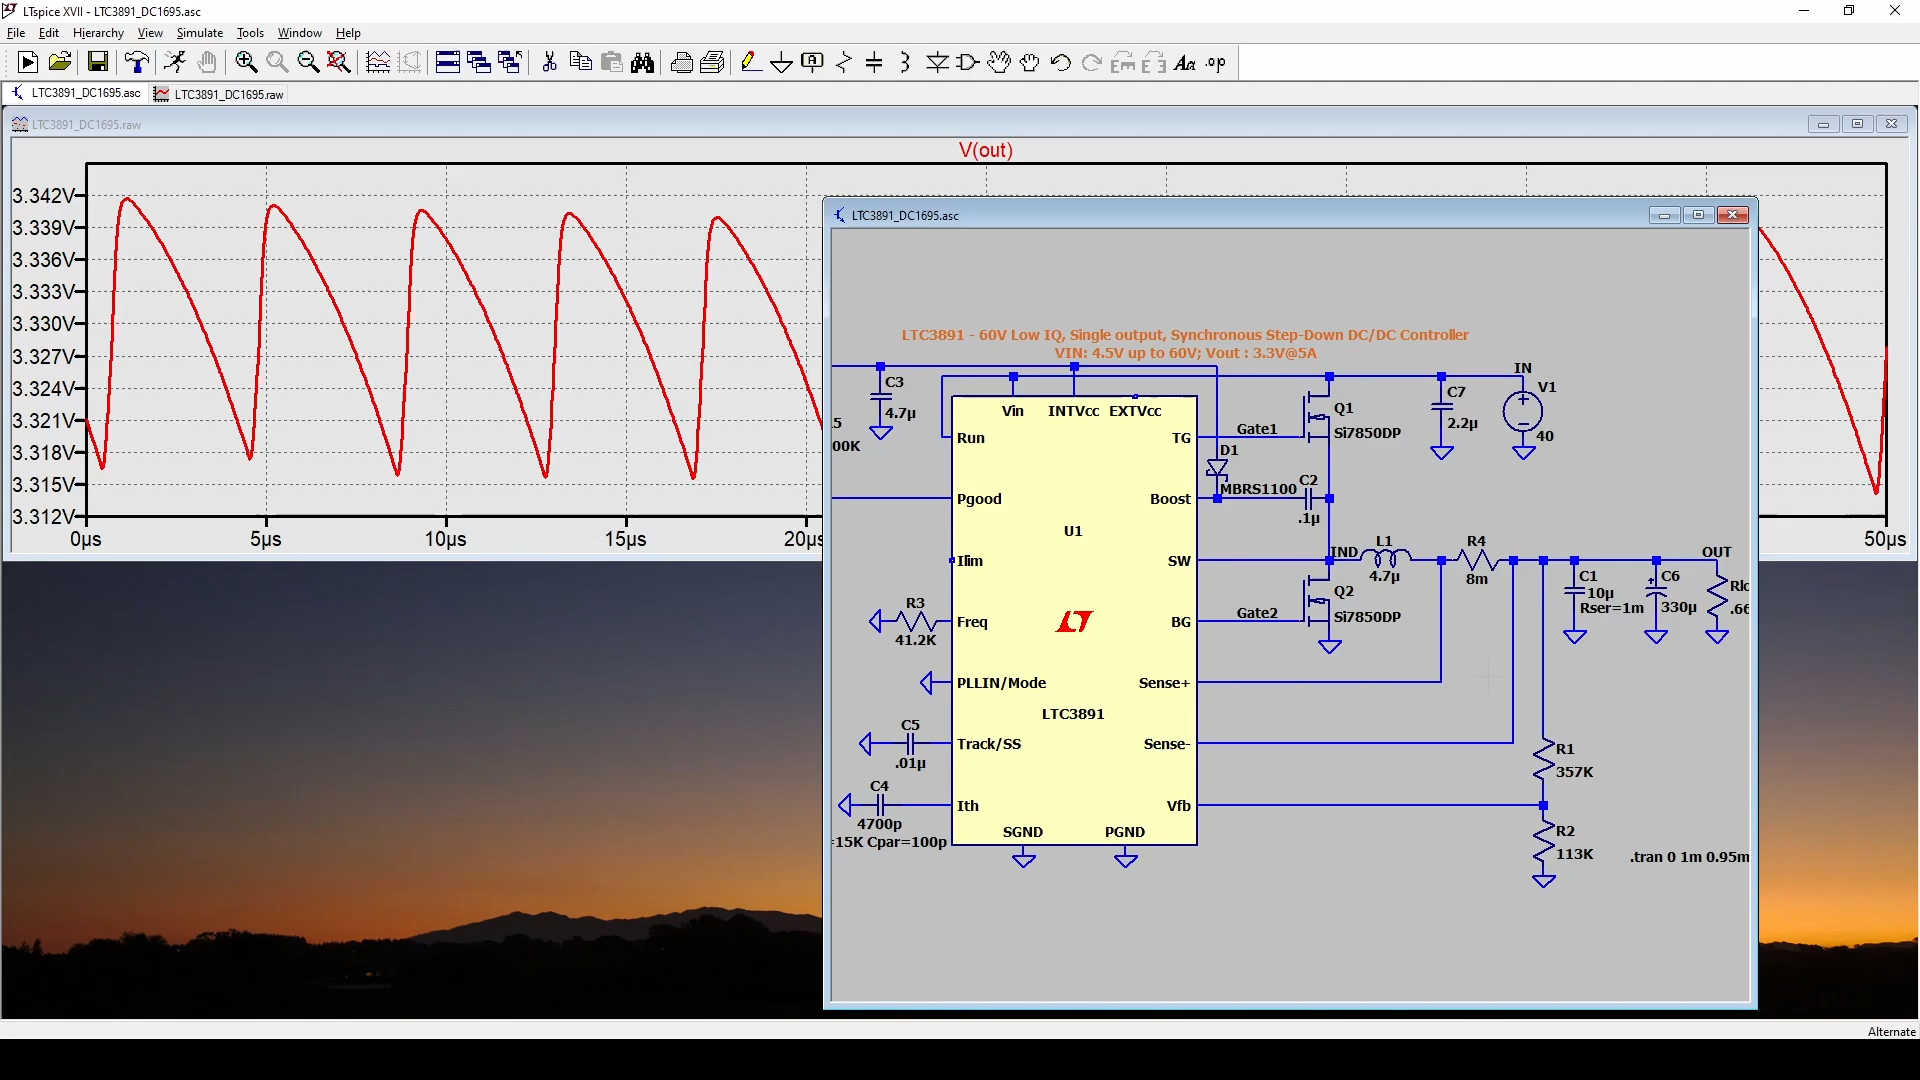 LTspice XVII - LTC3891_DC1695.asc
File Edit Hierarchy View Simulate Tools Window Help
LTC3891_DC1695.asc LTC3891_DC1695.raw
LTC3891_DC1695.raw
V(out)
3.342V
3.339V
3.336V
3.333V
3.330V
3.327V
3.324V
3.321V
3.318V
3.315V
3.312V
0µs 5µs 10µs 15µs 20µs 50µs
LTC3891_DC1695.asc
LTC3891 - 60V Low IQ, Single output, Synchronous Step-Down DC/DC Controller
VIN: 4.5V up to 60V; Vout : 3.3V@5A
C3
4.7µ
5
00K
Vin INTVcc EXTVcc
Run TG
Pgood Boost
U1
Ilim SW
Freq BG
PLLIN/Mode Sense+
LTC3891
Track/SS Sense-
Ith Vfb
SGND PGND
Gate1
Q1
Si7850DP
D1
MBRS1100
C2
.1µ
C7
2.2µ
IN
V1
40
IND
L1
4.7µ
R4
8m
OUT
C1
10µ
Rser=1m
C6
330µ
Rlo
.66
Gate2
Q2
Si7850DP
R3
41.2K
C5
.01µ
C4
4700p
=15K Cpar=100p
R1
357K
R2
113K
.tran 0 1m 0.95m
Alternate